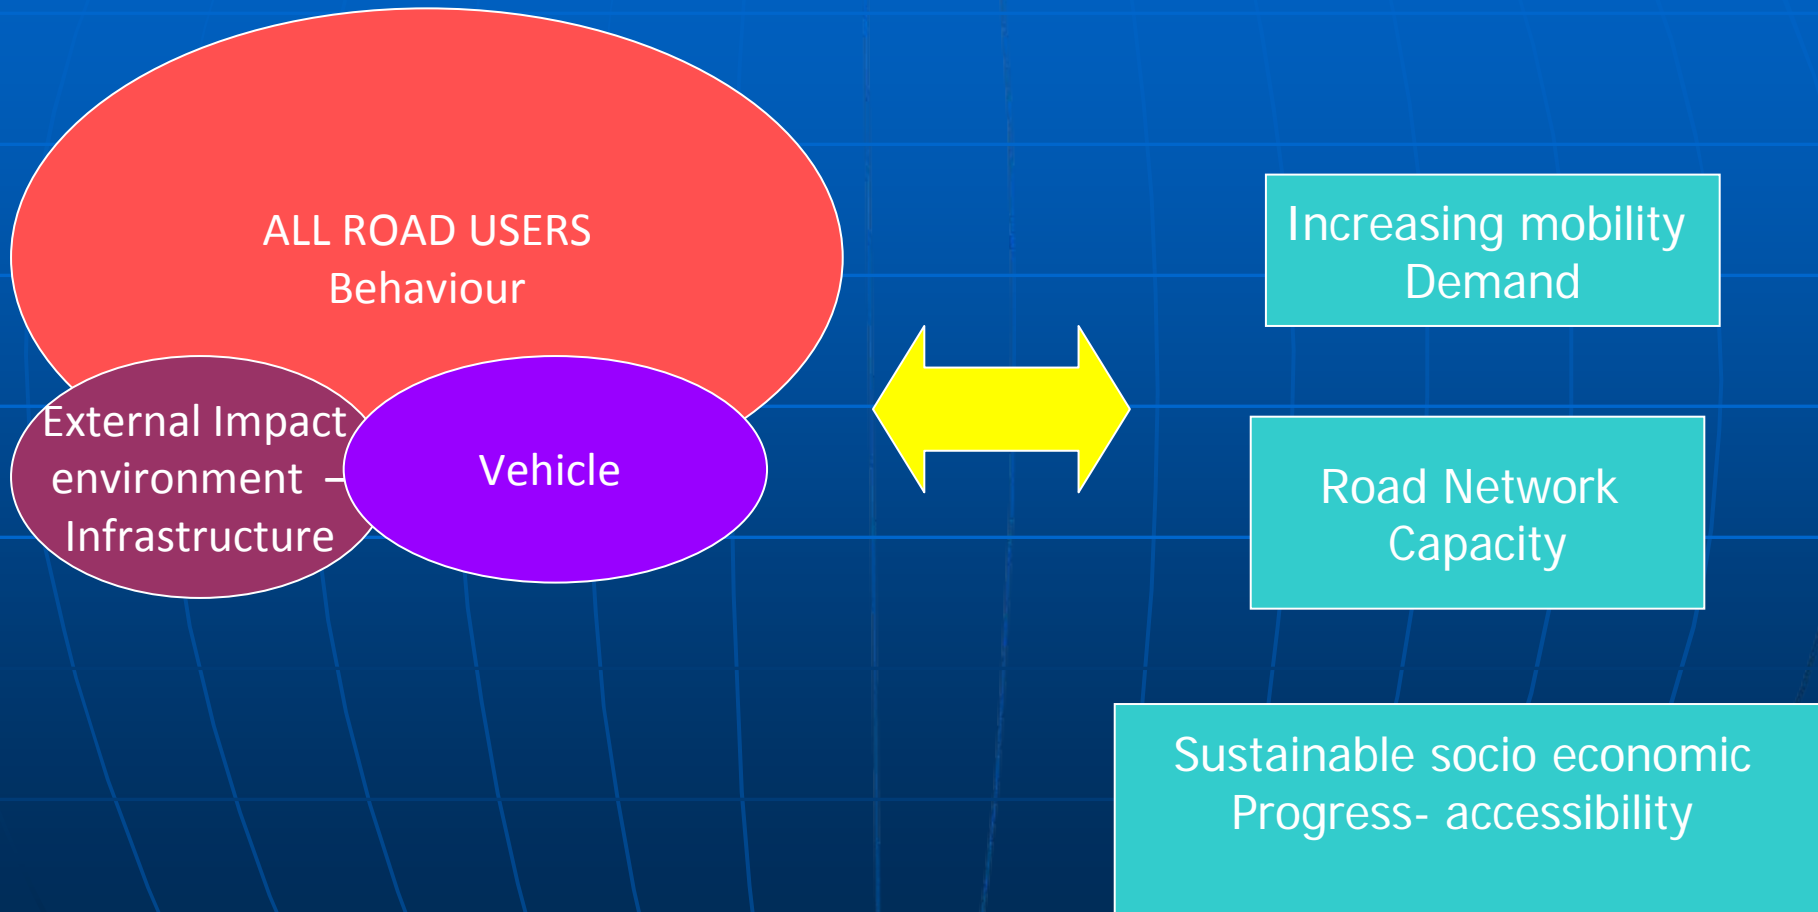 ALL ROAD USERS
Behaviour
External Impact
environment –
Infrastructure
Vehicle
Increasing mobility
Demand
Road Network
Capacity
Sustainable socio economic
Progress- accessibility